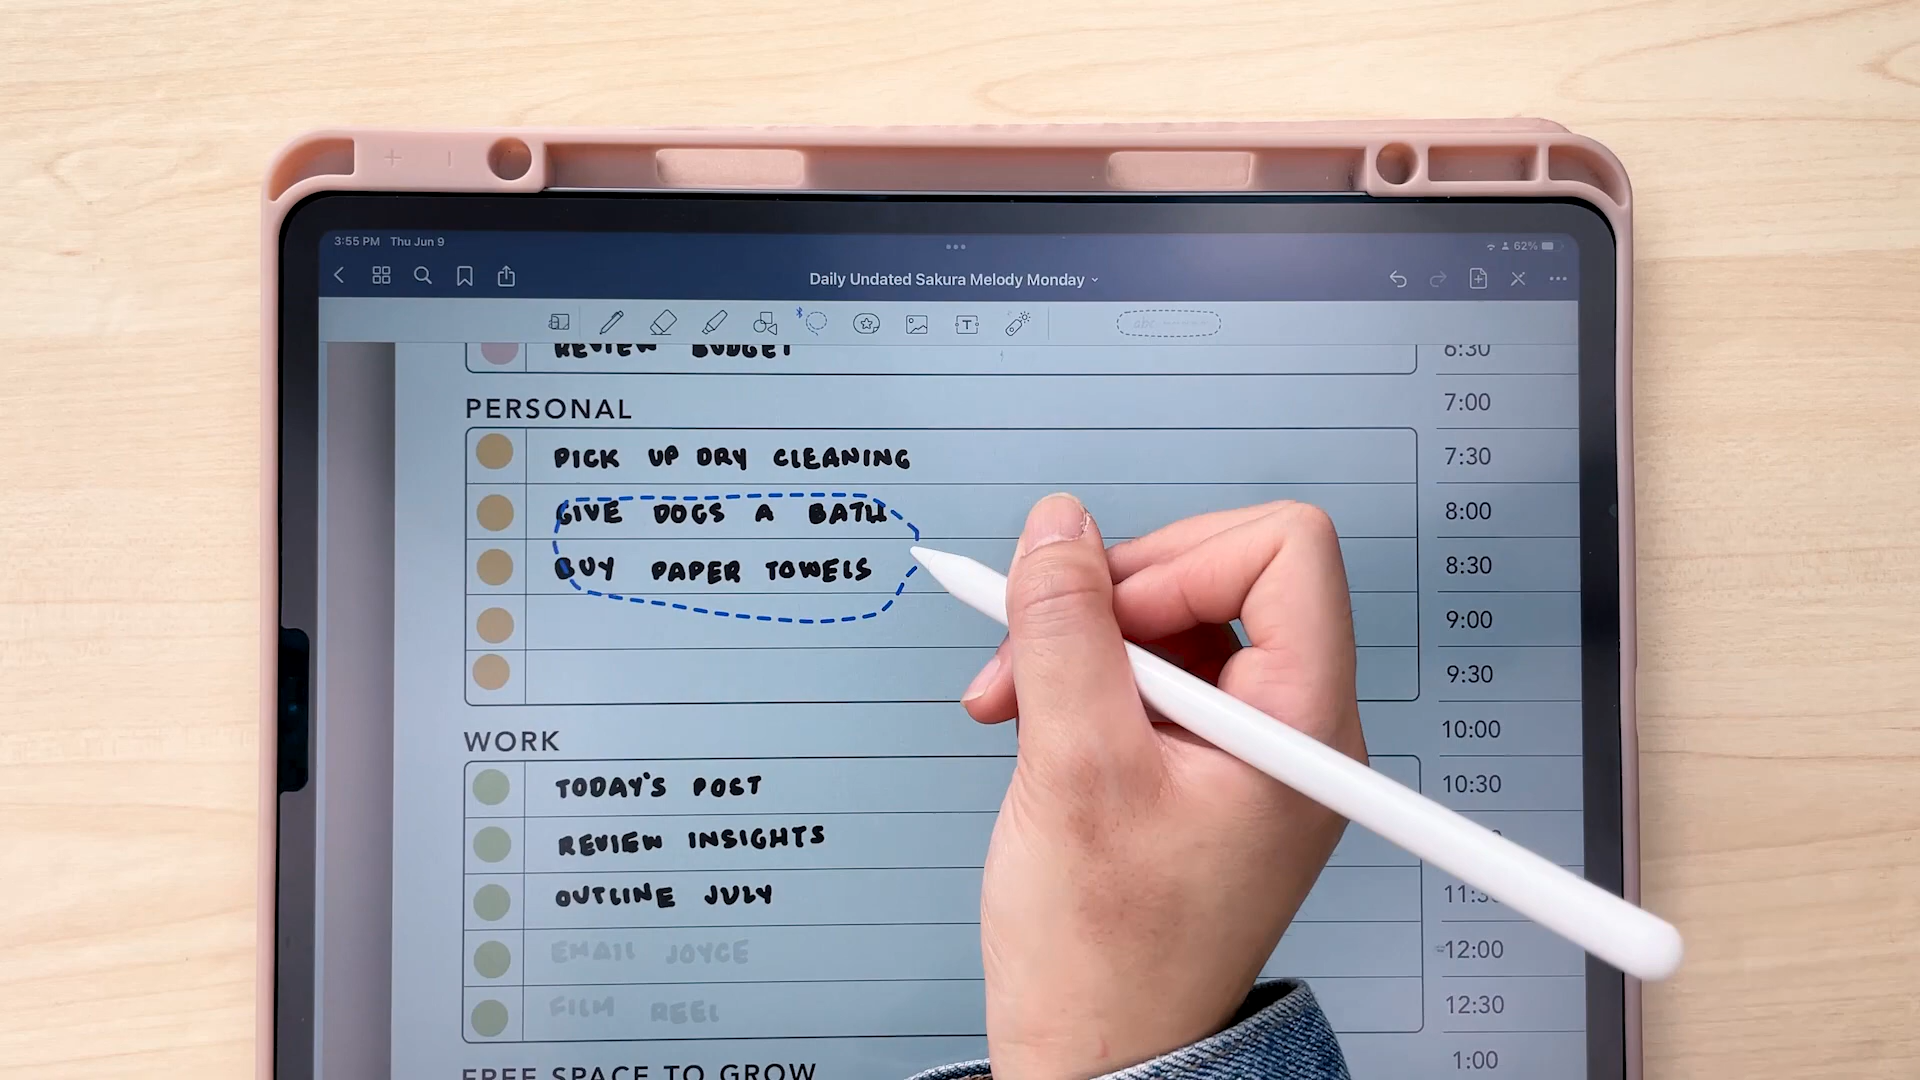 3:55 PM Thu Jun 9
62%
Daily Undated Sakura Melody Monday
abc
REVIEW BUDGET
6:30
PERSONAL
7:00
PICK UP DRY CLEANING
7:30
GIVE DOGS A BATH
8:00
BUY PAPER TOWELS
8:30
9:00
9:30
WORK
10:00
TODAY'S POST
10:30
REVIEW INSIGHTS
OUTLINE JULY
EMAIL JOYCE
12:00
FILM REEL
12:30
FREE SPACE TO GROW
1:00